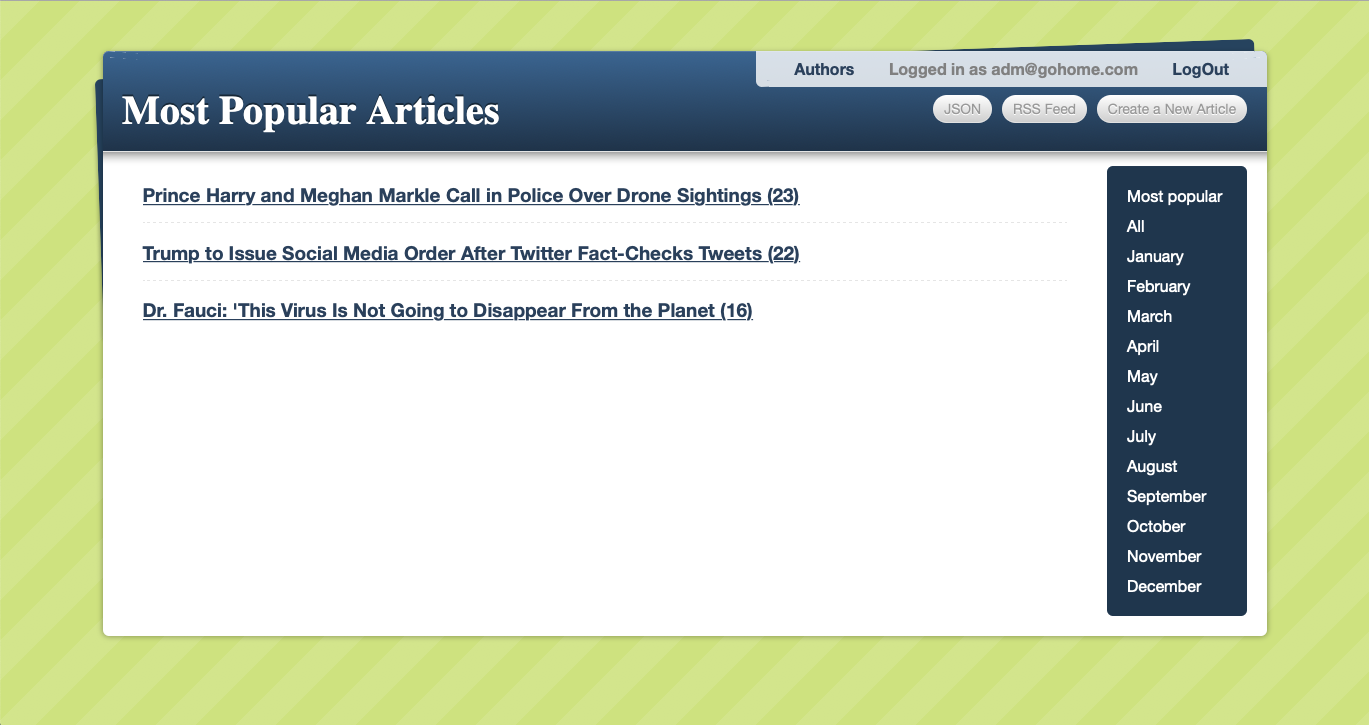 Authors Logged in as adm@gohome.com LogOut
Most Popular Articles
JSON RSS Feed Create a New Article
Prince Harry and Meghan Markle Call in Police Over Drone Sightings (23)
Trump to Issue Social Media Order After Twitter Fact-Checks Tweets (22)
Dr. Fauci: 'This Virus Is Not Going to Disappear From the Planet (16)
Most popular
All
January
February
March
April
May
June
July
August
September
October
November
December